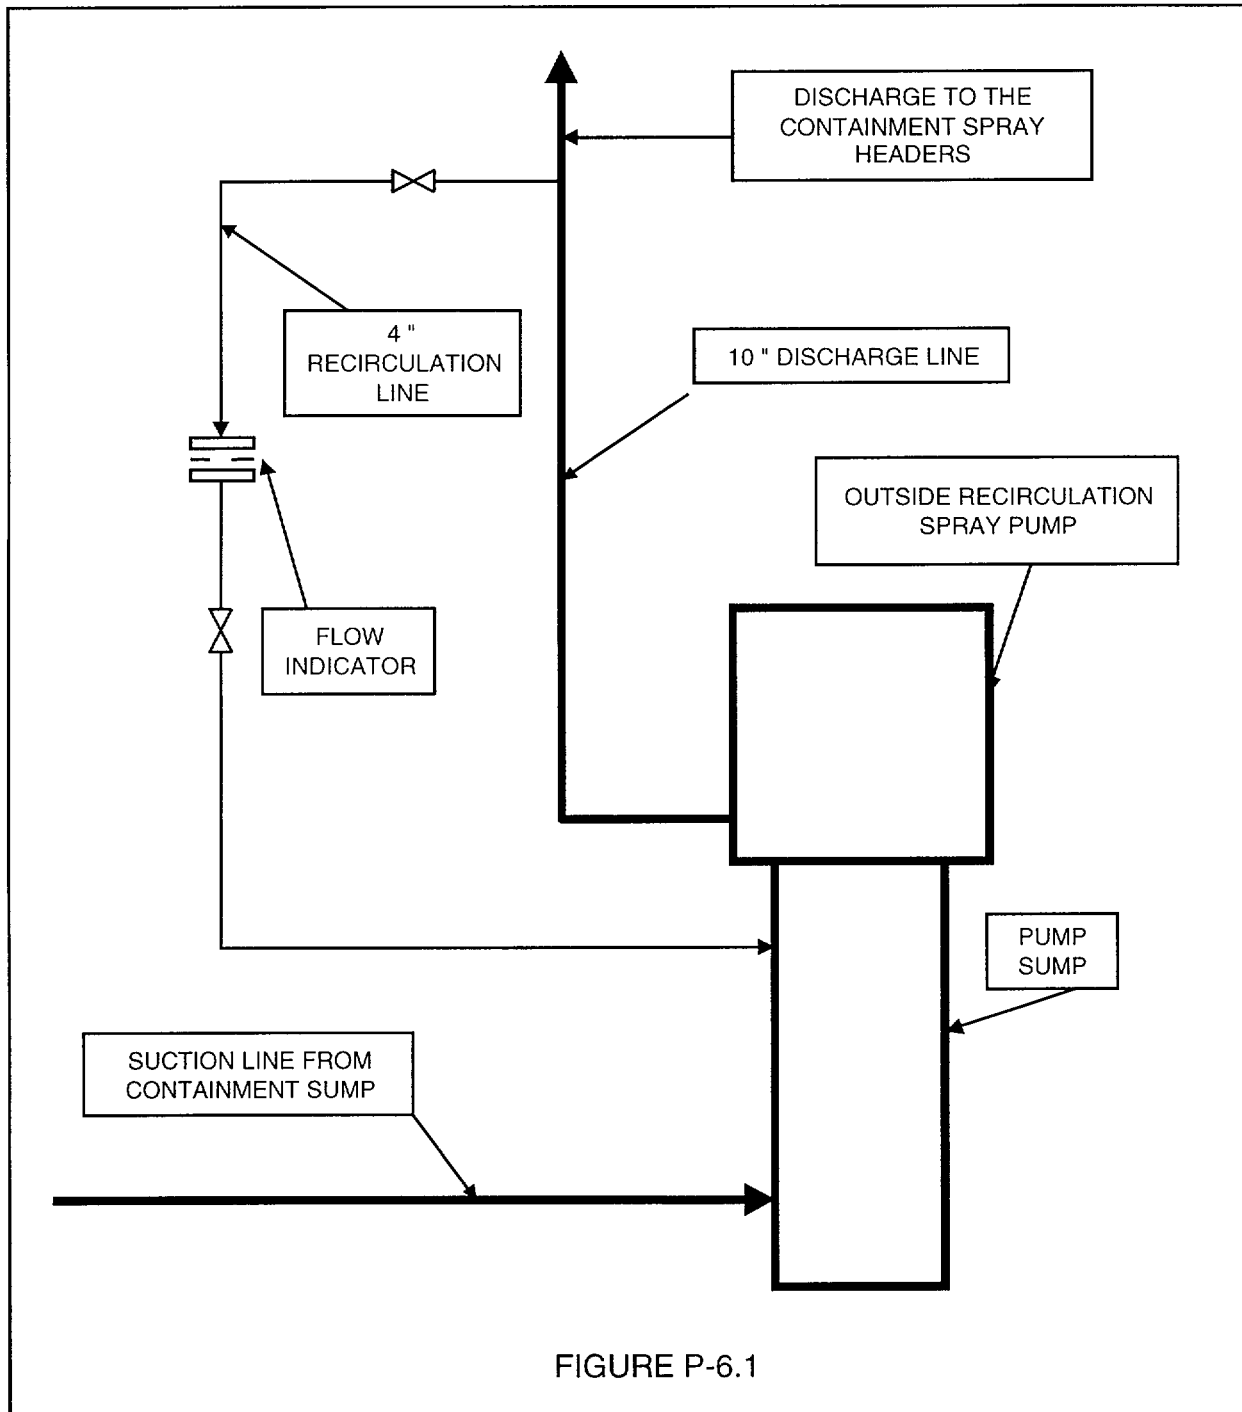 DISCHARGE TO THE
CONTAINMENT SPRAY
HEADERS
4 "
RECIRCULATION
LINE
10 " DISCHARGE LINE
OUTSIDE RECIRCULATION
SPRAY PUMP
FLOW
INDICATOR
PUMP
SUMP
SUCTION LINE FROM
CONTAINMENT SUMP
FIGURE P-6.1